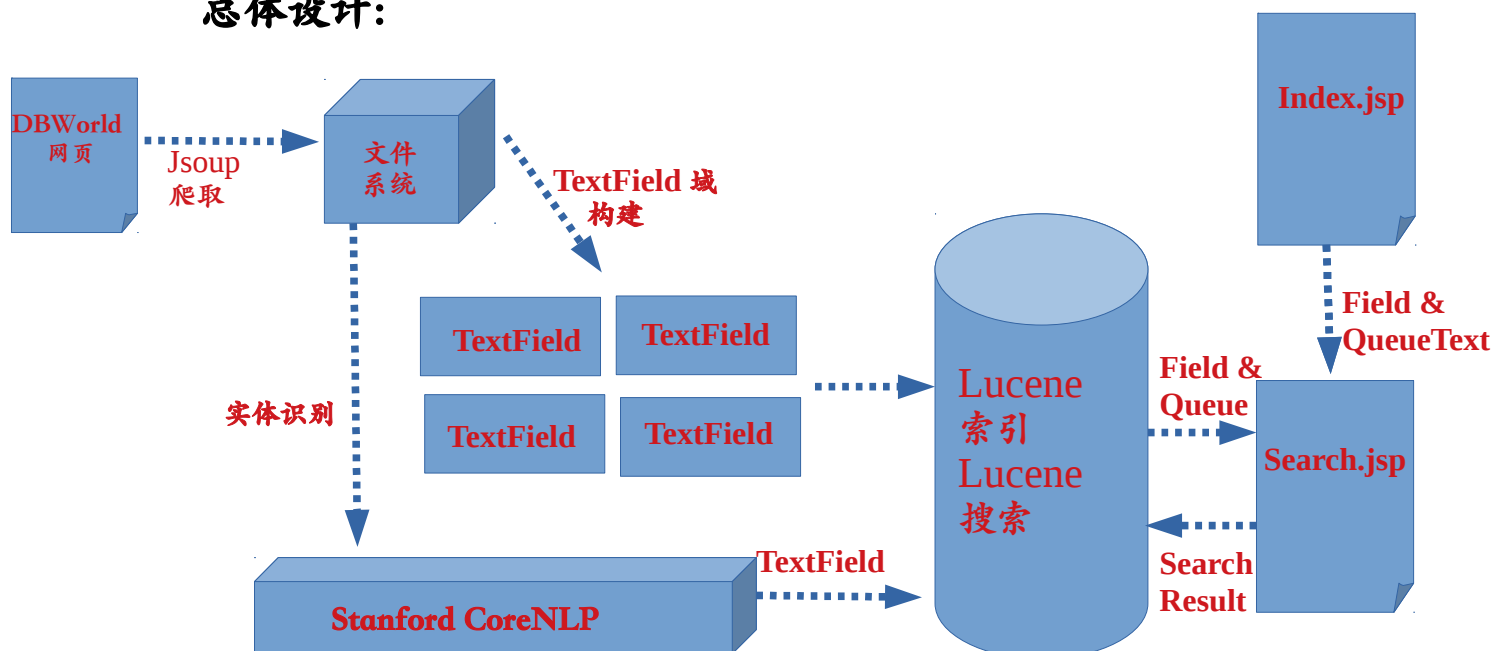 总体设计:
DBWorld
网页
Jsoup
爬取
文件
系统
TextField 域
构建
Index.jsp
Field &
QueueText
TextField
TextField
TextField
TextField
实体识别
Lucene
索引
Lucene
搜索
Field &
Queue
Search.jsp
Search
Result
TextField
Stanford CoreNLP